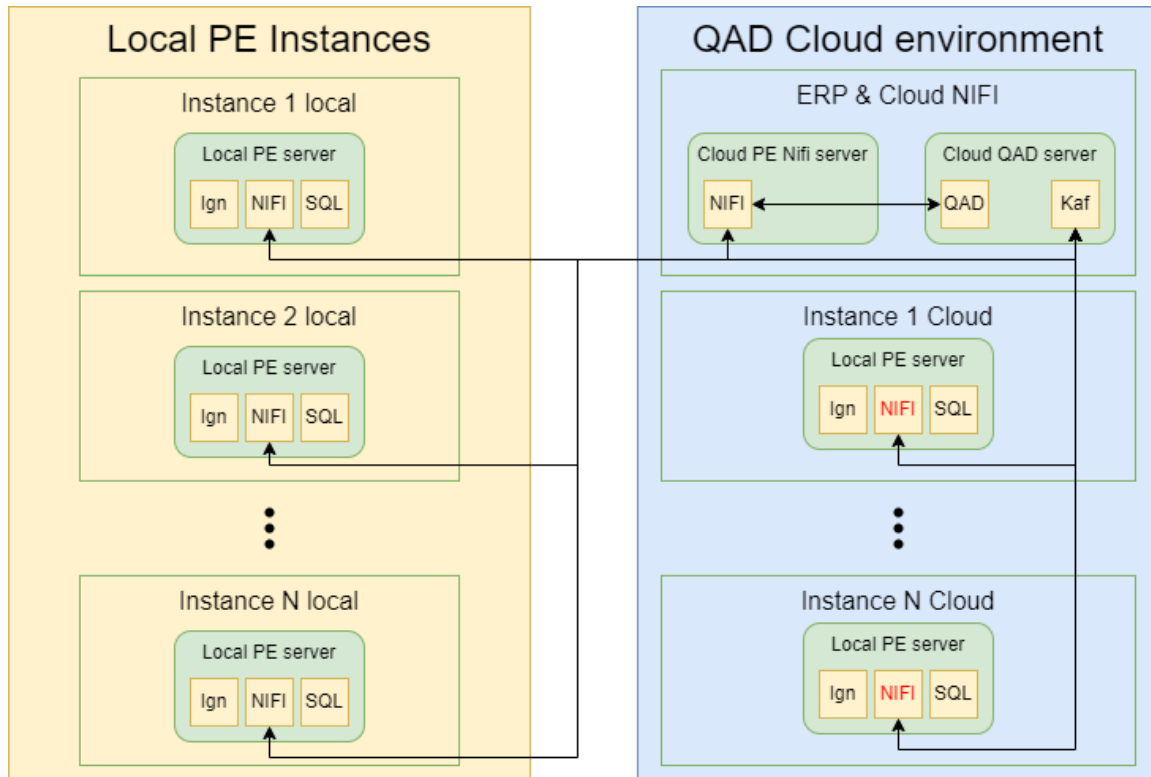 Local PE Instances
Instance 1 local
Local PE server
Ign NIFI SQL
Instance 2 local
Local PE server
Ign NIFI SQL
Instance N local
Local PE server
Ign NIFI SQL
QAD Cloud environment
ERP & Cloud NIFI
Cloud PE Nifi server
NIFI
Cloud QAD server
QAD Kaf
Instance 1 Cloud
Local PE server
Ign NIFI SQL
Instance N Cloud
Local PE server
Ign NIFI SQL